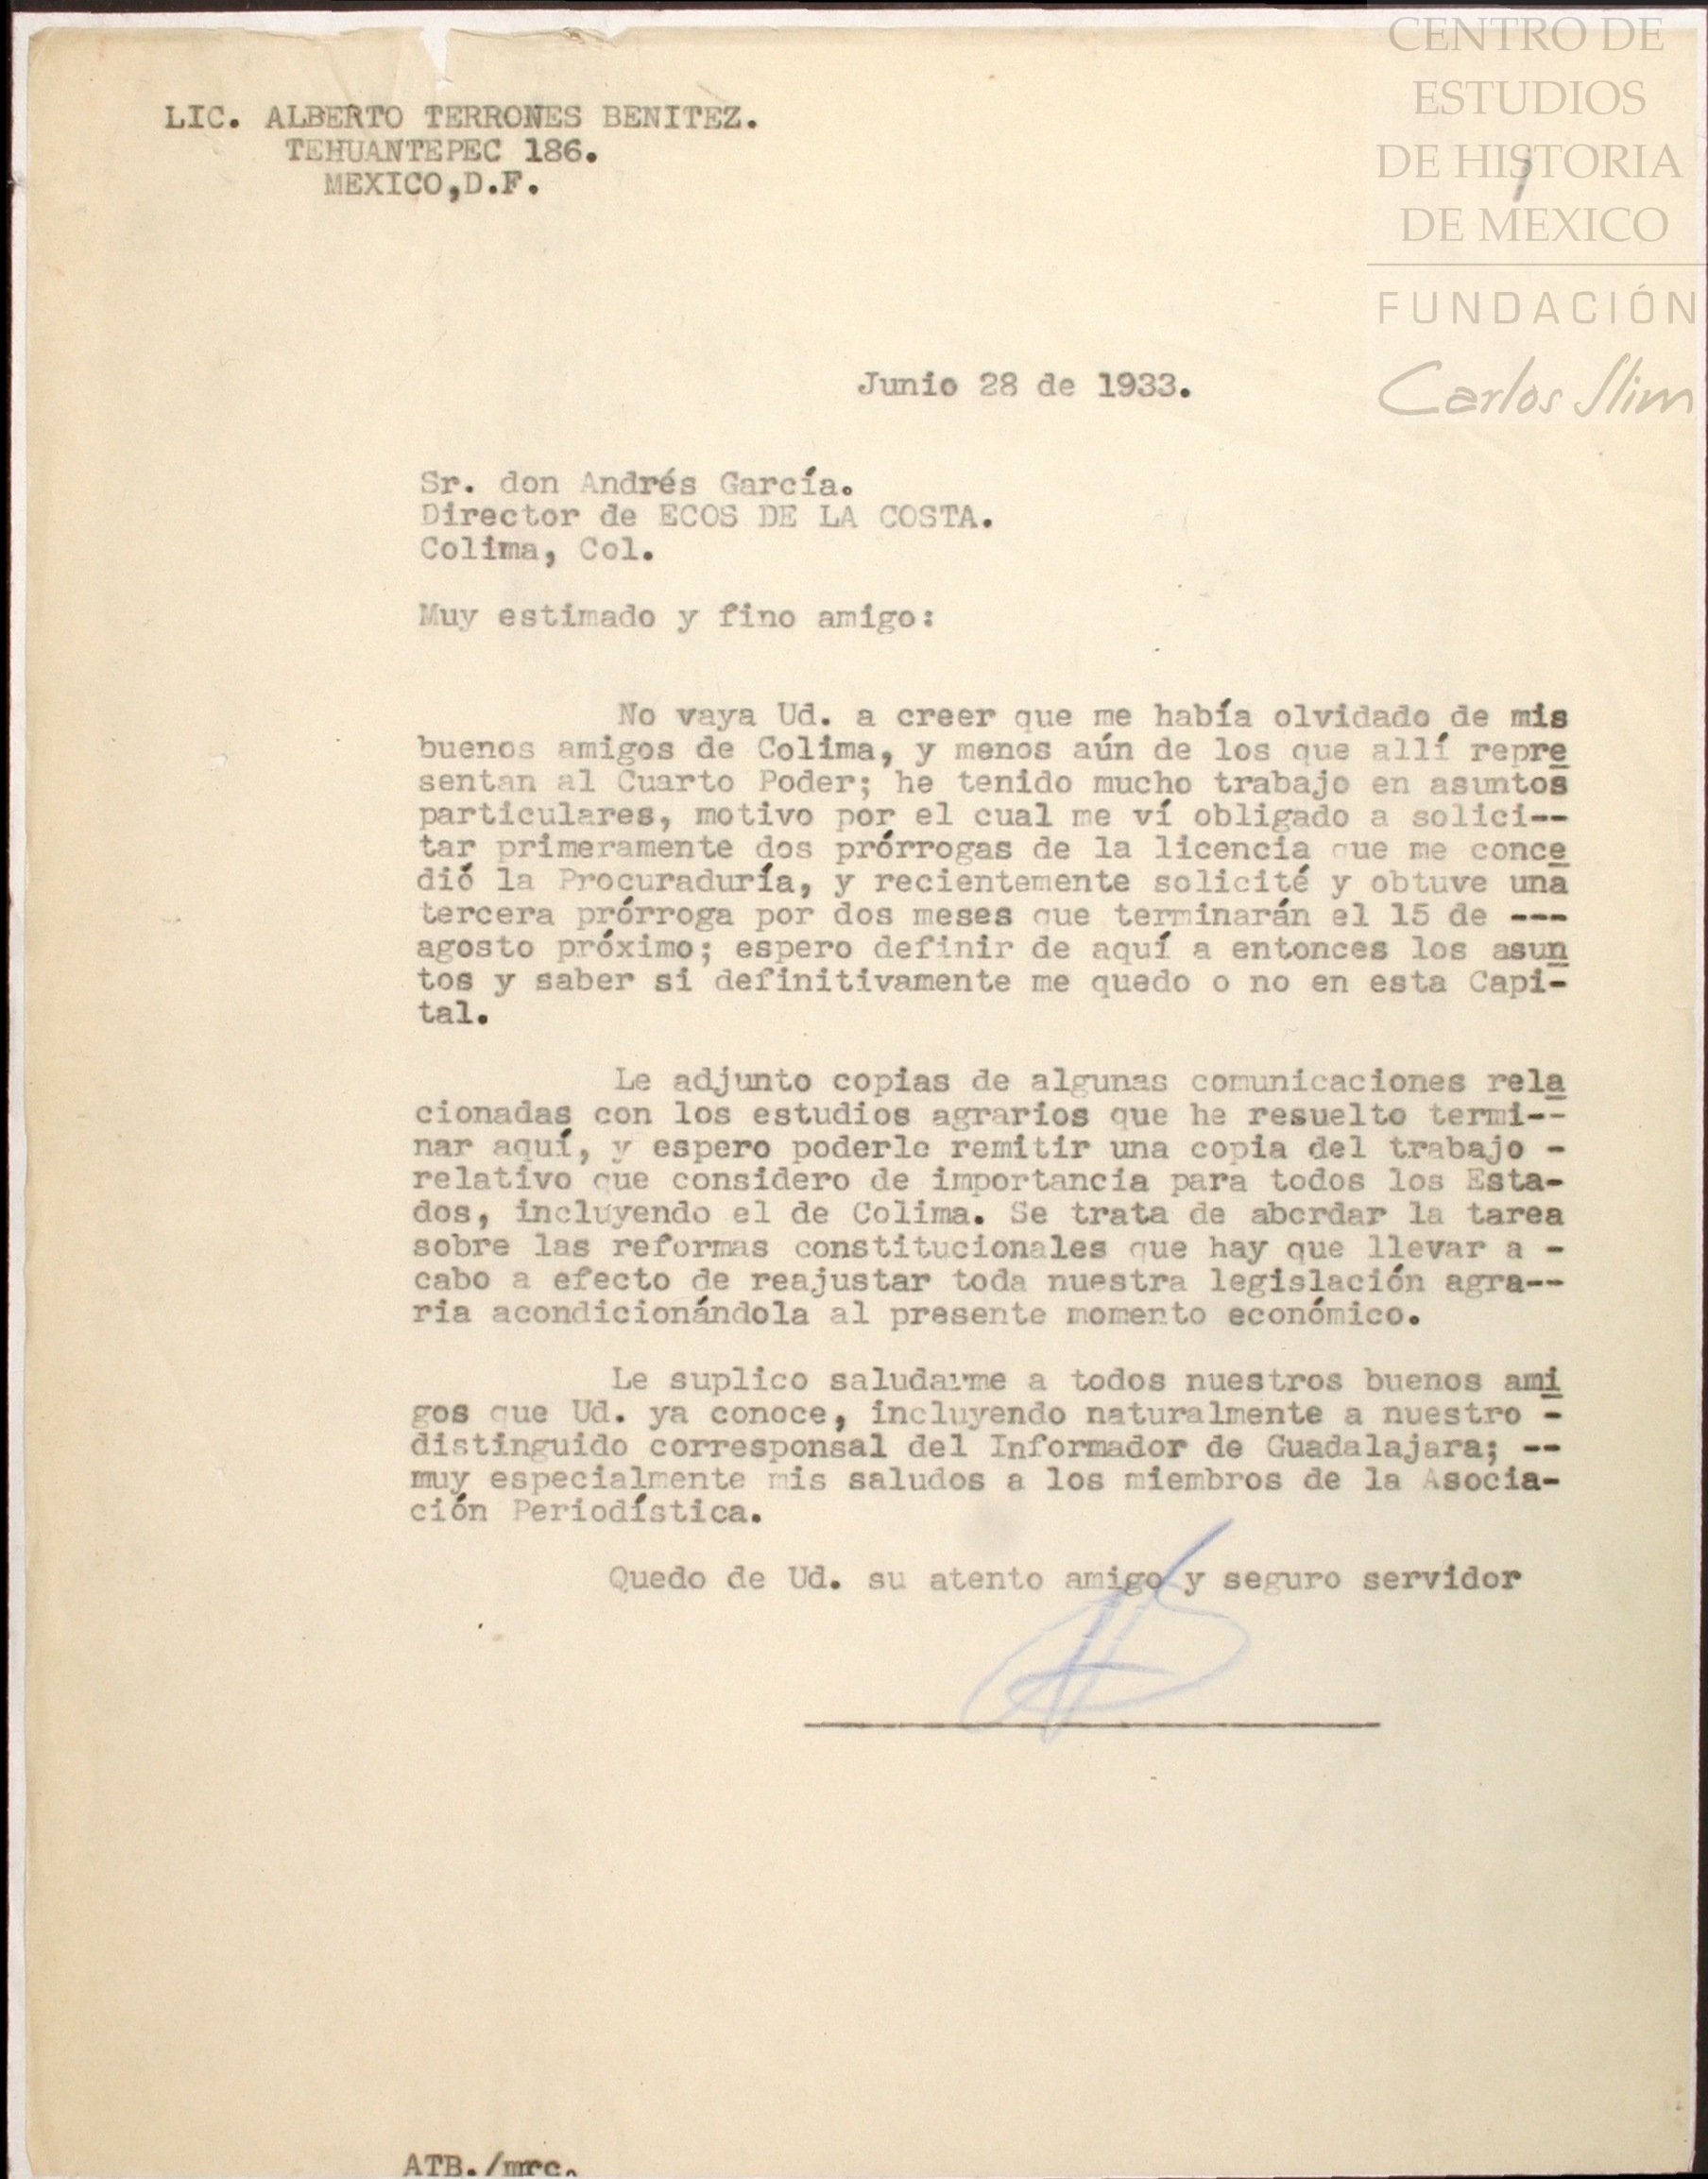 CENTRO DE
ESTUDIOS
DE HISTORIA
DE MEXICO
FUNDACIÓN
Carlos Slim
LIC. ALBERTO TERRONES BENITEZ.
TEHUANTEPEC 186.
MEXICO,D.F.
Junio 28 de 1933.
Sr. don Andrés García.
Director de ECOS DE LA COSTA.
Colima, Col.
Muy estimado y fino amigo:
No vaya Ud. a creer que me había olvidado de mis
buenos amigos de Colima, y menos aún de los que allí repre
sentan al Cuarto Poder; he tenido mucho trabajo en asuntos
particulares, motivo por el cual me ví obligado a solici--
tar primeramente dos prórrogas de la licencia que me conce
dió la Procuraduría, y recientemente solicité y obtuve una
tercera prórroga por dos meses que terminarán el 15 de ---
agosto próximo; espero definir de aquí a entonces los asun
tos y saber si definitivamente me quedo o no en esta Capi-
tal.
Le adjunto copias de algunas comunicaciones rela
cionadas con los estudios agrarios que he resuelto termi--
nar aquí, y espero poderle remitir una copia del trabajo -
relativo que considero de importancia para todos los Esta-
dos, incluyendo el de Colima. Se trata de abordar la tarea
sobre las reformas constitucionales que hay que llevar a -
cabo a efecto de reajustar toda nuestra legislación agra--
ria acondicionándola al presente momento económico.
Le suplico saludarme a todos nuestros buenos ami
gos que Ud. ya conoce, incluyendo naturalmente a nuestro -
distinguido corresponsal del Informador de Guadalajara; --
muy especialmente mis saludos a los miembros de la Asocia-
ción Periodística.
Quedo de Ud. su atento amigo y seguro servidor
ATB./mrc.